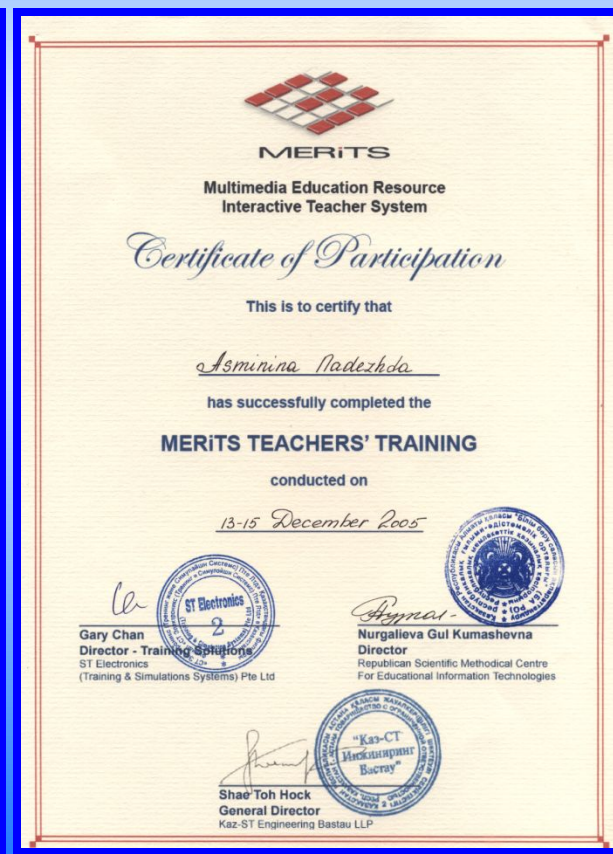 MERiTS
Multimedia Education Resource
Interactive Teacher System
Certificate of Participation
This is to certify that
Asminina Nadezhda
has successfully completed the
MERiTS TEACHERS' TRAINING
conducted on
13-15 December 2005
ST Electronics
2
Gary Chan
Director - Training Solutions
ST Electronics
(Training & Simulations Systems) Pte Ltd
Nurgalieva Gul Kumashevna
Director
Republican Scientific Methodical Centre
For Educational Information Technologies
"Каз-СТ
Инжиниринг
Бастау"
Shae Toh Hock
General Director
Kaz-ST Engineering Bastau LLP